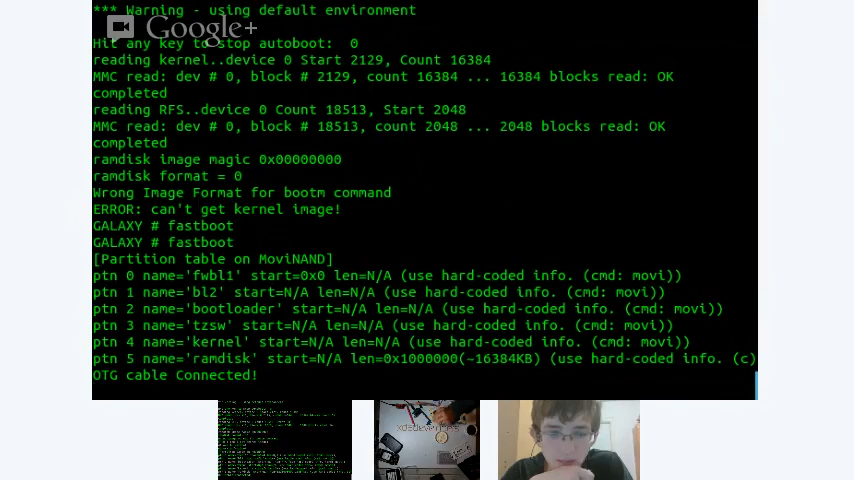 *** Warning - using default environment
Google+
Hit any key to stop autoboot:  0
reading kernel..device 0 Start 2129, Count 16384
MMC read: dev # 0, block # 2129, count 16384 ... 16384 blocks read: OK
completed
reading RFS..device 0 Count 18513, Start 2048
MMC read: dev # 0, block # 18513, count 2048 ... 2048 blocks read: OK
completed
ramdisk image magic 0x00000000
ramdisk format = 0
Wrong Image Format for bootm command
ERROR: can't get kernel image!
GALAXY # fastboot
GALAXY # fastboot
[Partition table on MoviNAND]
ptn 0 name='fwbl1' start=0x0 len=N/A (use hard-coded info. (cmd: movi))
ptn 1 name='bl2' start=N/A len=N/A (use hard-coded info. (cmd: movi))
ptn 2 name='bootloader' start=N/A len=N/A (use hard-coded info. (cmd: movi))
ptn 3 name='tzsw' start=N/A len=N/A (use hard-coded info. (cmd: movi))
ptn 4 name='kernel' start=N/A len=N/A (use hard-coded info. (cmd: movi))
ptn 5 name='ramdisk' start=N/A len=0x1000000(~16384KB) (use hard-coded info. (c)
OTG cable Connected!
xdadevelopers